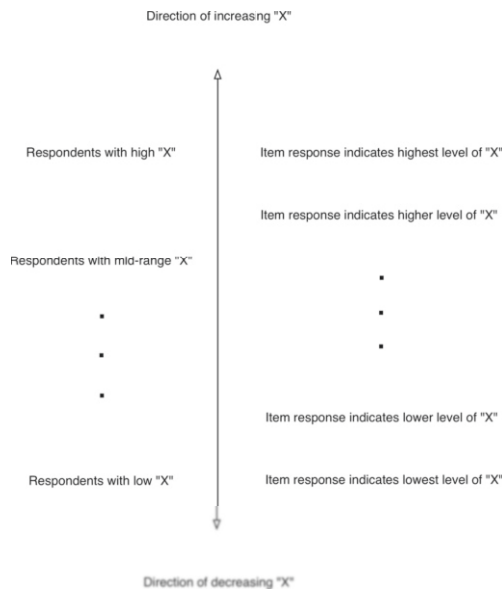 Direction of increasing "X"
Respondents with high "X"
Item response indicates highest level of "X"
Item response indicates higher level of "X"
Respondents with mid-range "X"
Item response indicates lower level of "X"
Respondents with low "X"
Item response indicates lowest level of "X"
Direction of decreasing "X"